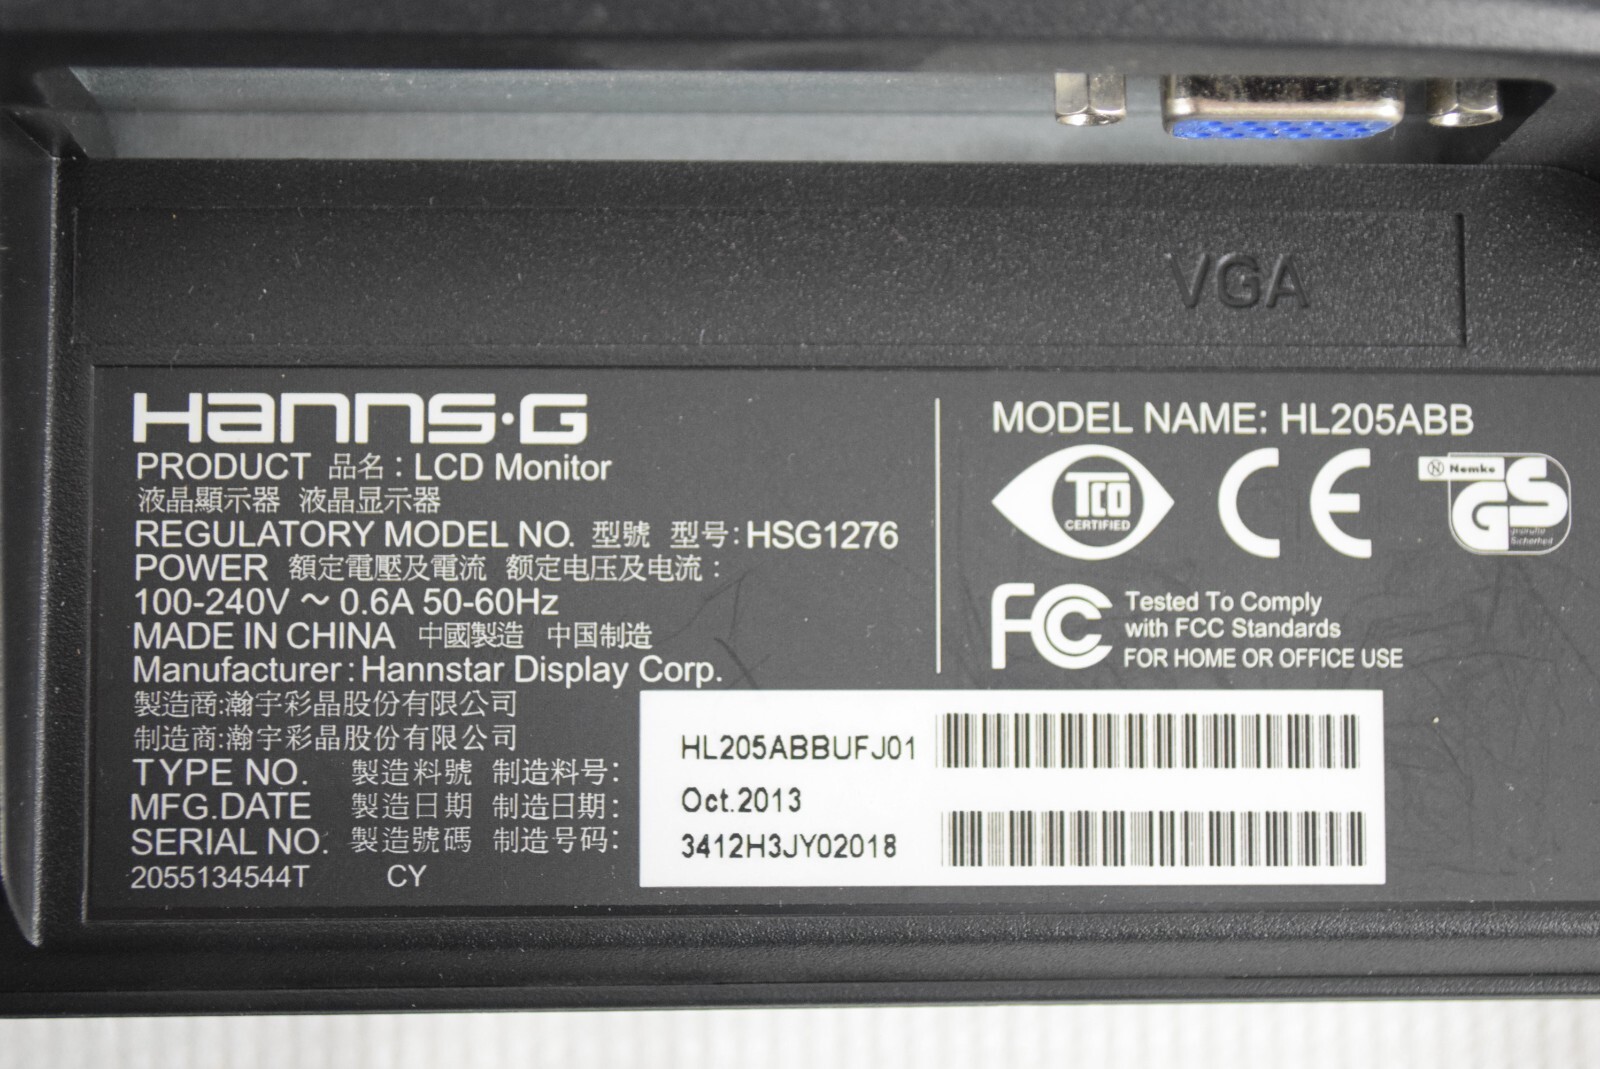 VGA
HANNS·G
PRODUCT 品名 : LCD Monitor
液晶顯示器 液晶显示器
REGULATORY MODEL NO. 型號 型号: HSG1276
POWER 額定電壓及電流 额定电压及电流 :
100-240V ～ 0.6A 50-60Hz
MADE IN CHINA 中國製造 中国制造
Manufacturer : Hannstar Display Corp.
製造商:瀚宇彩晶股份有限公司
制造商:瀚宇彩晶股份有限公司
TYPE NO. 製造料號 制造料号: HL205ABBUFJ01
MFG.DATE 製造日期 制造日期: Oct.2013
SERIAL NO. 製造號碼 制造号码: 3412H3JY02018
2055134544T CY
MODEL NAME: HL205ABB
TCO
CERTIFIED
CE
N Nemko
GS
geprüfte
Sicherheit
FC
Tested To Comply
with FCC Standards
FOR HOME OR OFFICE USE